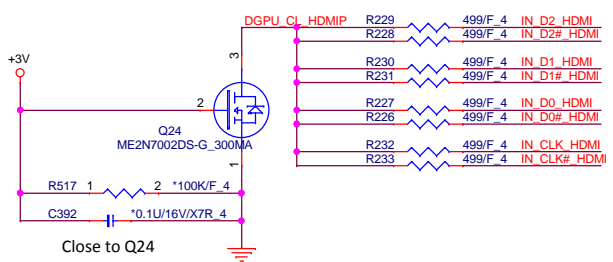 DGPU_CL_HDMIP
R229 499/F_4 IN_D2_HDMI
R228 499/F_4 IN_D2#_HDMI
+3V
3
R230 499/F_4 IN_D1_HDMI
R231 499/F_4 IN_D1#_HDMI
2
R227 499/F_4 IN_D0_HDMI
R226 499/F_4 IN_D0#_HDMI
Q24
ME2N7002DS-G_300MA
R232 499/F_4 IN_CLK_HDMI
R233 499/F_4 IN_CLK#_HDMI
1
R517 1 2 *100K/F_4
C392 *0.1U/16V/X7R_4
Close to Q24